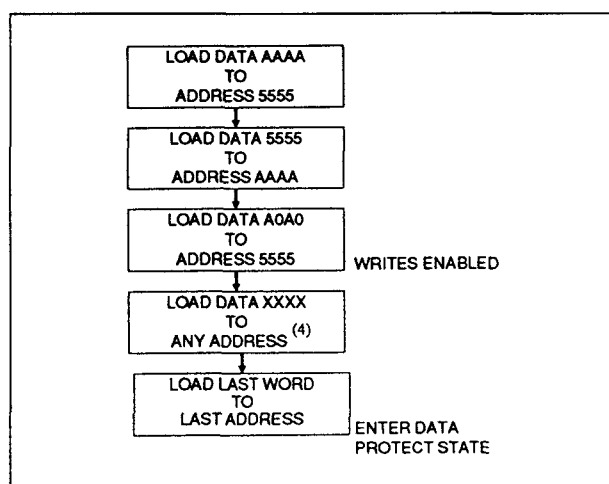 LOAD DATA AAAA
TO
ADDRESS 5555
LOAD DATA 5555
TO
ADDRESS AAAA
LOAD DATA A0A0
TO
ADDRESS 5555
WRITES ENABLED
LOAD DATA XXXX
TO
ANY ADDRESS (4)
LOAD LAST WORD
TO
LAST ADDRESS
ENTER DATA
PROTECT STATE